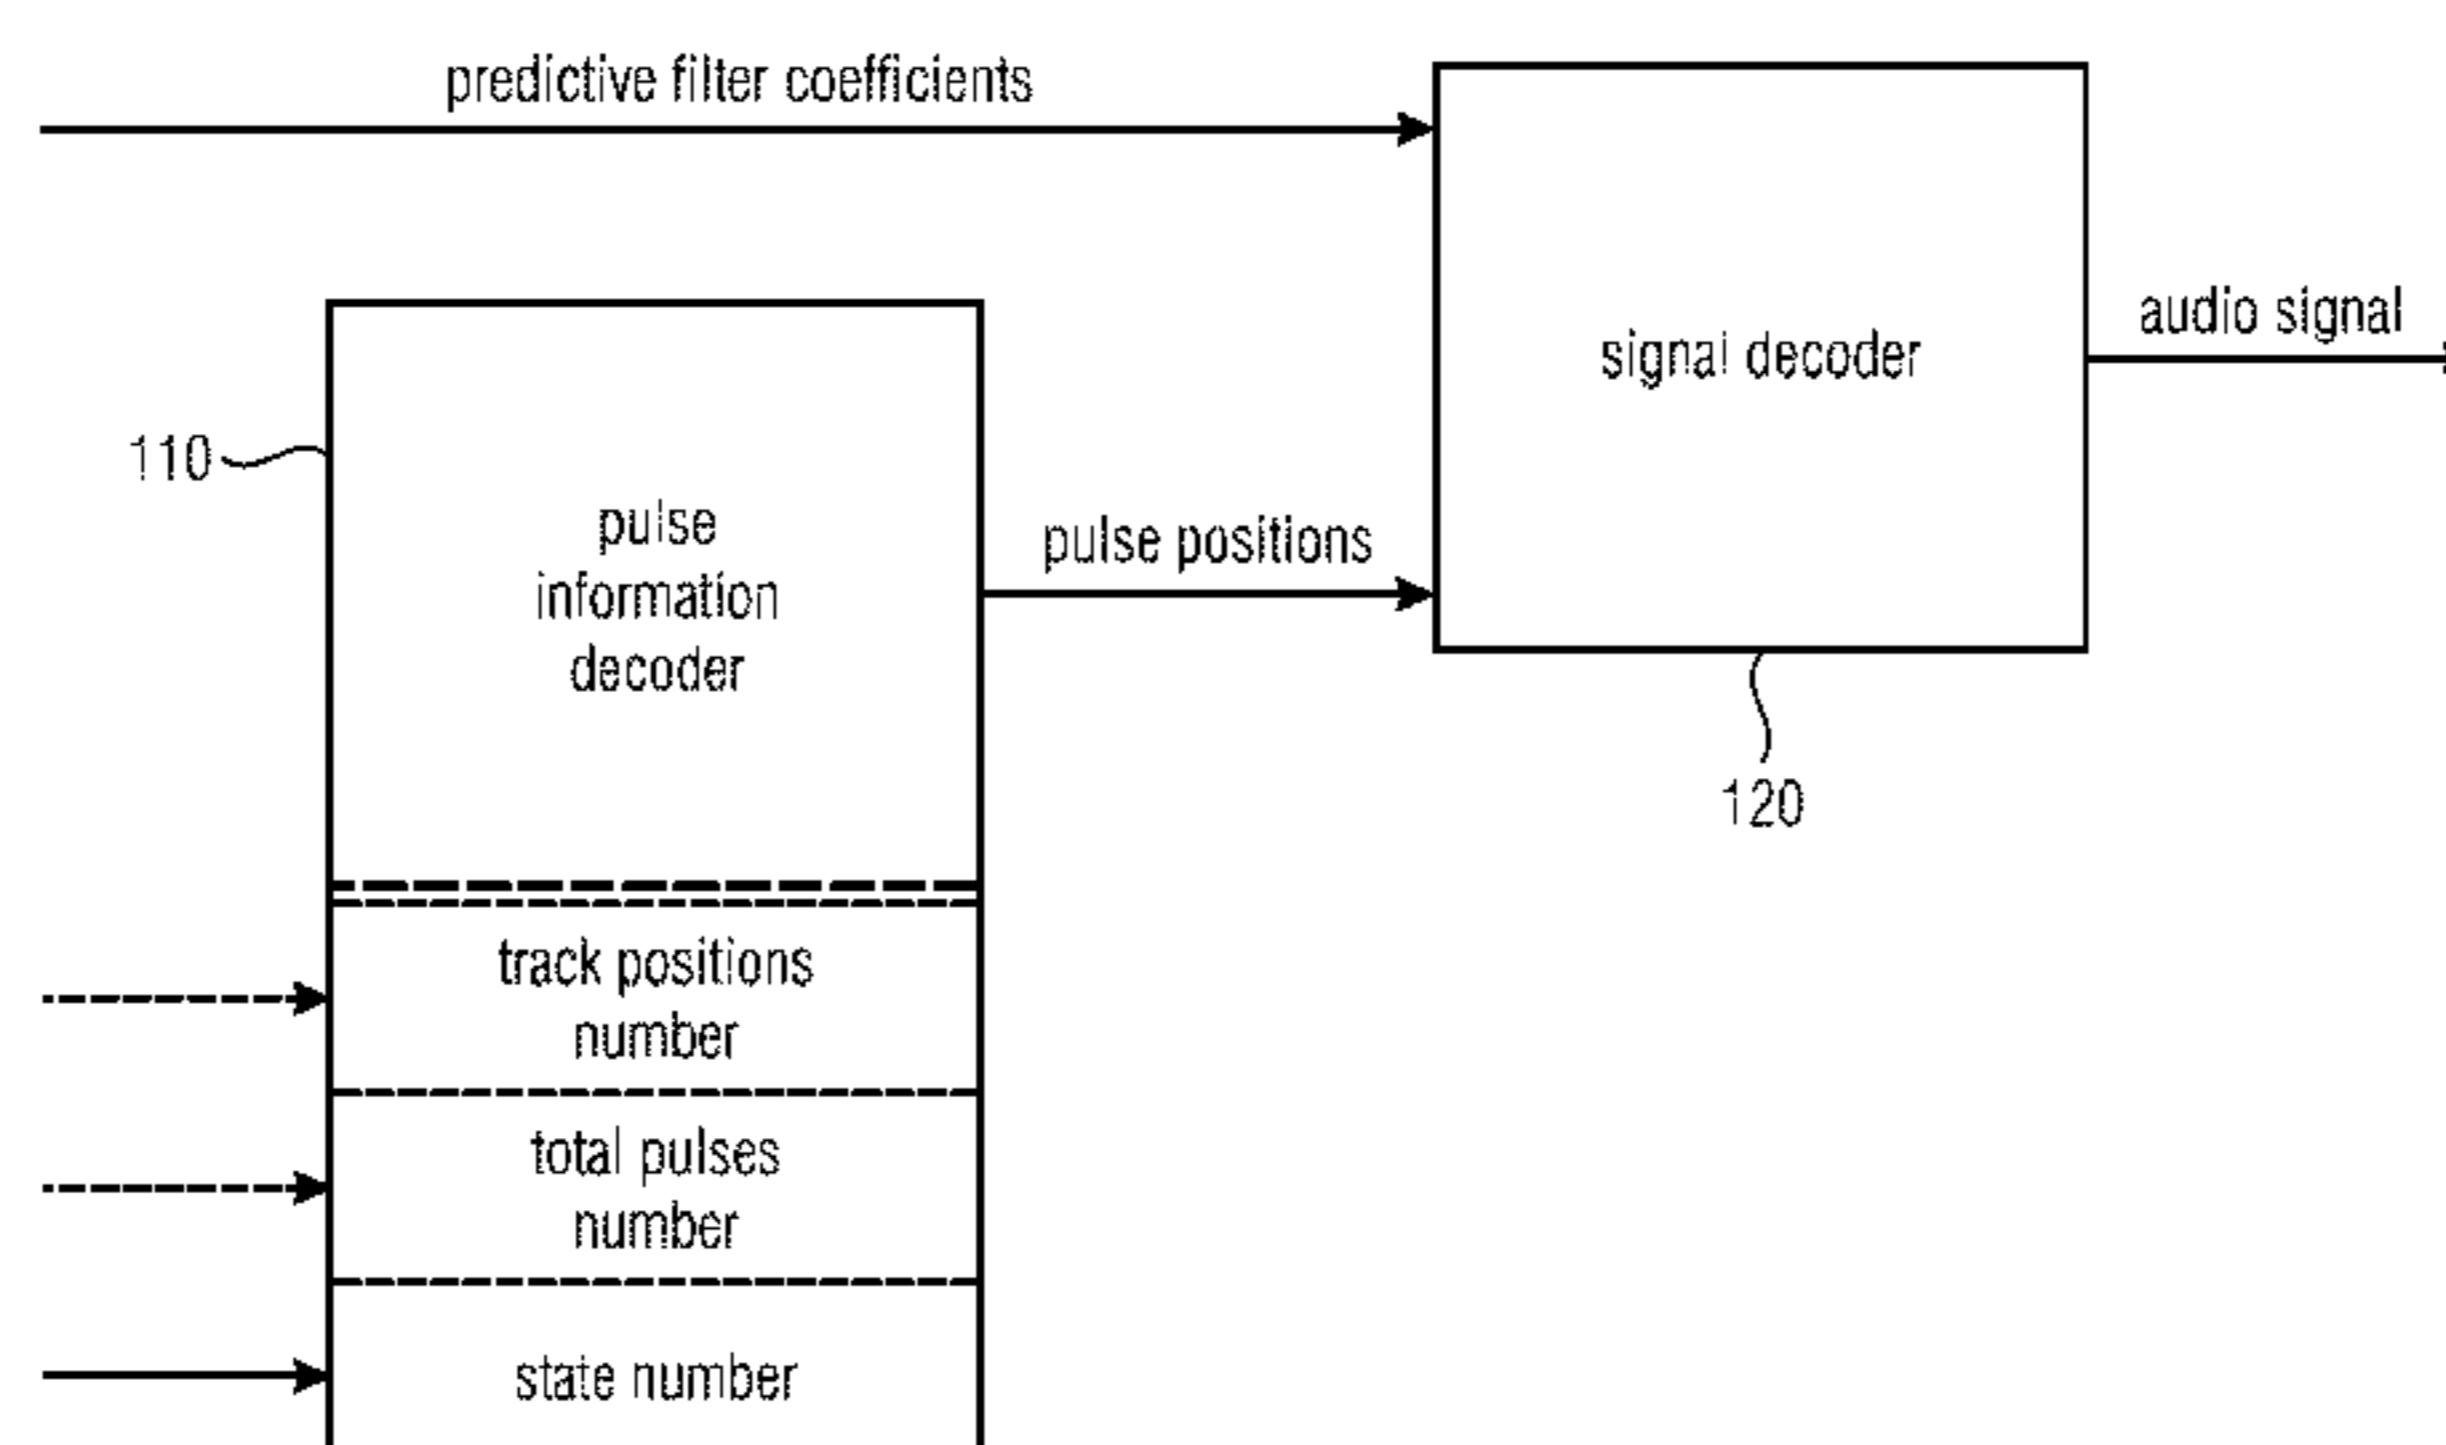 predictive filter coefficients
signal decoder
audio signal
110
pulse
information
decoder
pulse positions
120
track positions
number
total pulses
number
state number